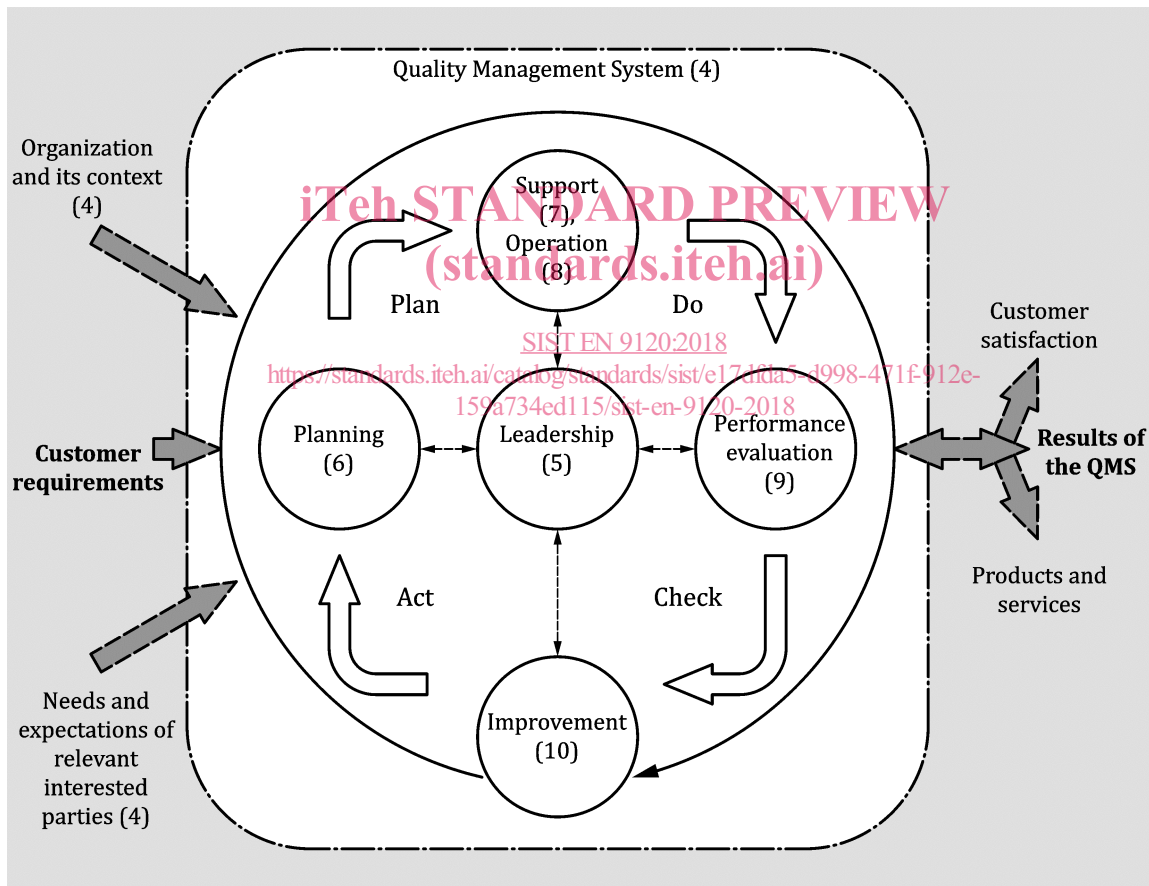 Quality Management System (4)
Organization
and its context
(4)
Support
(7),
Operation
(8)
iTeh STANDARD PREVIEW
(standards.iteh.ai)
Plan
Do
SIST EN 9120:2018
https://standards.iteh.ai/catalog/standards/sist/e17dfda5-d998-471f-912e-
159a734ed115/sist-en-9120-2018
Customer
satisfaction
Customer
requirements
Planning
(6)
Leadership
(5)
Performance
evaluation
(9)
Results of
the QMS
Act
Check
Products and
services
Needs and
expectations of
relevant
interested
parties (4)
Improvement
(10)